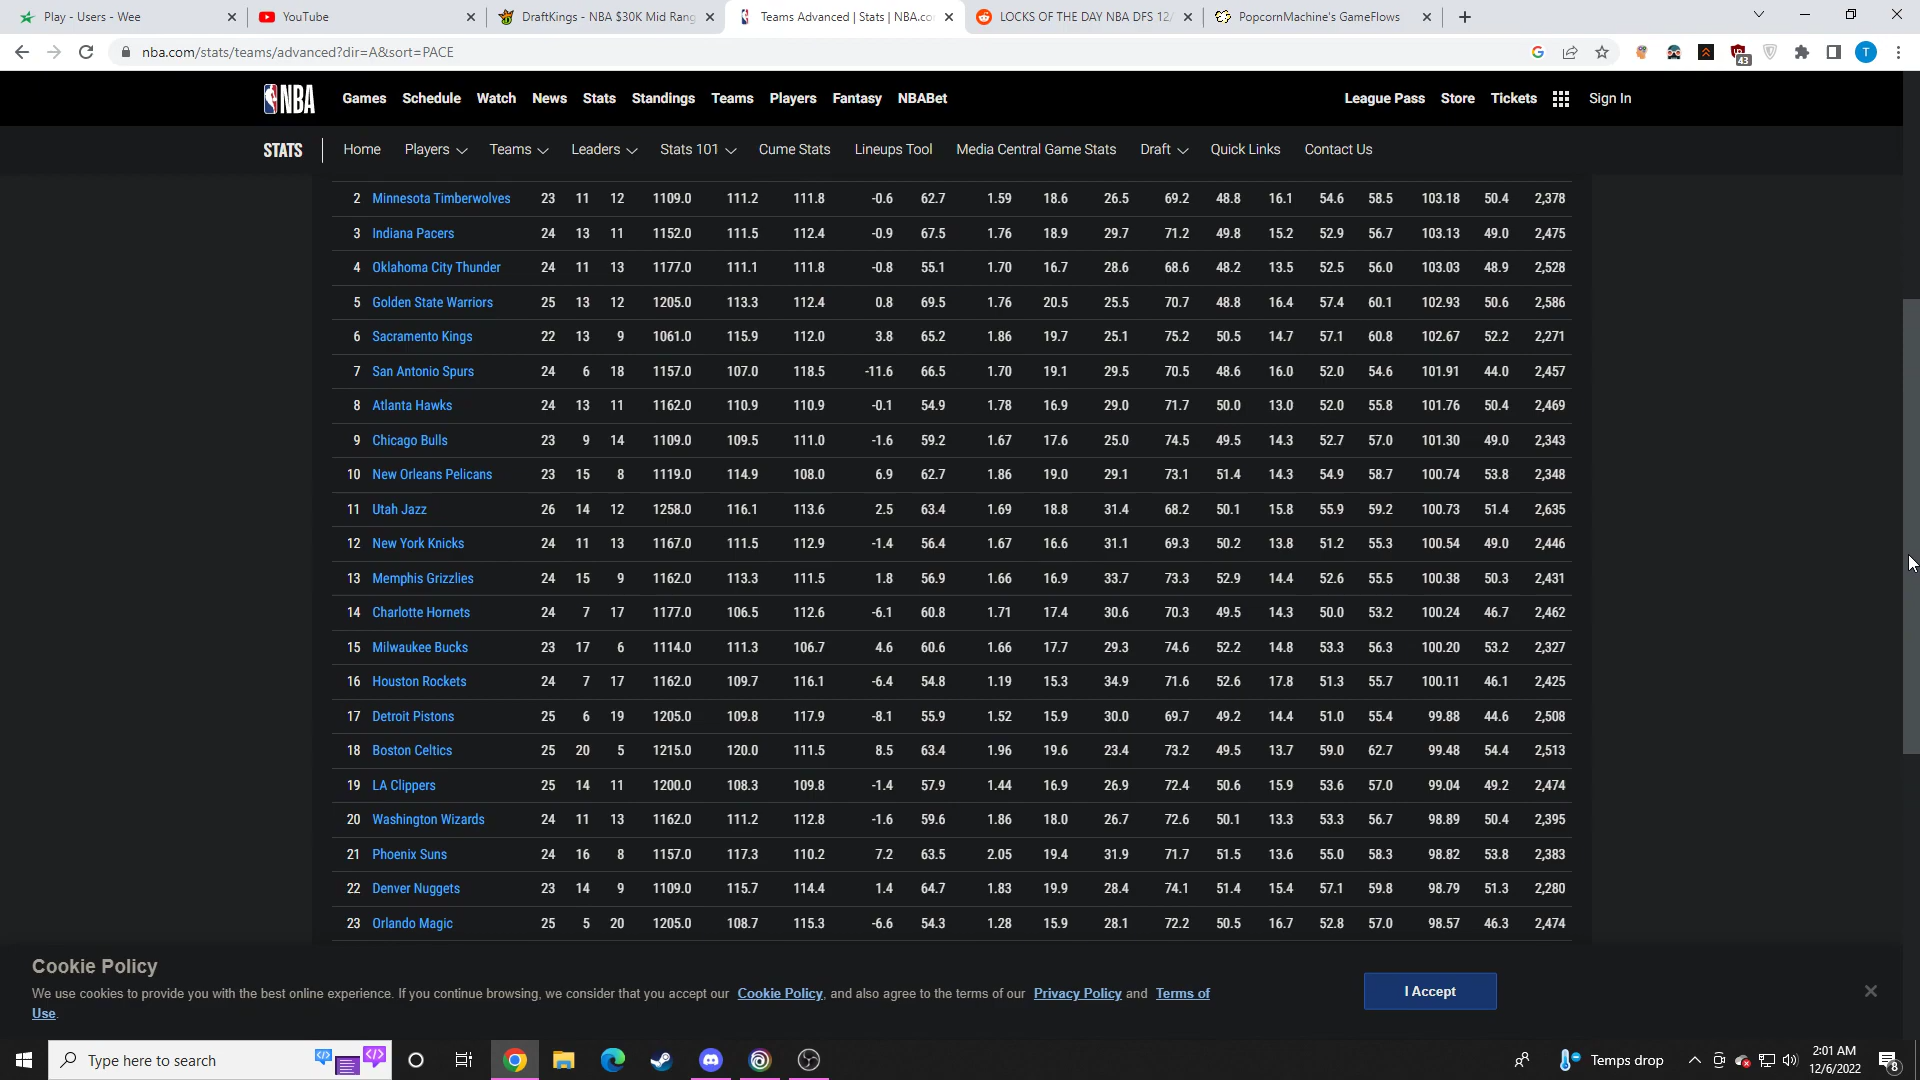 Play - Users - Wee
YouTube
DraftKings - NBA $30K Mid Rang
Teams Advanced | Stats | NBA.co
LOCKS OF THE DAY NBA DFS 12/
PopcornMachine's GameFlows
nba.com/stats/teams/advanced?dir=A&sort=PACE
43
T
NBA Games Schedule Watch News Stats Standings Teams Players Fantasy NBABet League Pass Store Tickets Sign In
STATS Home Players Teams Leaders Stats 101 Cume Stats Lineups Tool Media Central Game Stats Draft Quick Links Contact Us
2 Minnesota Timberwolves 23 11 12 1109.0 111.2 111.8 -0.6 62.7 1.59 18.6 26.5 69.2 48.8 16.1 54.6 58.5 103.18 50.4 2,378
3 Indiana Pacers 24 13 11 1152.0 111.5 112.4 -0.9 67.5 1.76 18.9 29.7 71.2 49.8 15.2 52.9 56.7 103.13 49.0 2,475
4 Oklahoma City Thunder 24 11 13 1177.0 111.1 111.8 -0.8 55.1 1.70 16.7 28.6 68.6 48.2 13.5 52.5 56.0 103.03 48.9 2,528
5 Golden State Warriors 25 13 12 1205.0 113.3 112.4 0.8 69.5 1.76 20.5 25.5 70.7 48.8 16.4 57.4 60.1 102.93 50.6 2,586
6 Sacramento Kings 22 13 9 1061.0 115.9 112.0 3.8 65.2 1.86 19.7 25.1 75.2 50.5 14.7 57.1 60.8 102.67 52.2 2,271
7 San Antonio Spurs 24 6 18 1157.0 107.0 118.5 -11.6 66.5 1.70 19.1 29.5 70.5 48.6 16.0 52.0 54.6 101.91 44.0 2,457
8 Atlanta Hawks 24 13 11 1162.0 110.9 110.9 -0.1 54.9 1.78 16.9 29.0 71.7 50.0 13.0 52.0 55.8 101.76 50.4 2,469
9 Chicago Bulls 23 9 14 1109.0 109.5 111.0 -1.6 59.2 1.67 17.6 25.0 74.5 49.5 14.3 52.7 57.0 101.30 49.0 2,343
10 New Orleans Pelicans 23 15 8 1119.0 114.9 108.0 6.9 62.7 1.86 19.0 29.1 73.1 51.4 14.3 54.9 58.7 100.74 53.8 2,348
11 Utah Jazz 26 14 12 1258.0 116.1 113.6 2.5 63.4 1.69 18.8 31.4 68.2 50.1 15.8 55.9 59.2 100.73 51.4 2,635
12 New York Knicks 24 11 13 1167.0 111.5 112.9 -1.4 56.4 1.67 16.6 31.1 69.3 50.2 13.8 51.2 55.3 100.54 49.0 2,446
13 Memphis Grizzlies 24 15 9 1162.0 113.3 111.5 1.8 56.9 1.66 16.9 33.7 73.3 52.9 14.4 52.6 55.5 100.38 50.3 2,431
14 Charlotte Hornets 24 7 17 1177.0 106.5 112.6 -6.1 60.8 1.71 17.4 30.6 70.3 49.5 14.3 50.0 53.2 100.24 46.7 2,462
15 Milwaukee Bucks 23 17 6 1114.0 111.3 106.7 4.6 60.6 1.66 17.7 29.3 74.6 52.2 14.8 53.3 56.3 100.20 53.2 2,327
16 Houston Rockets 24 7 17 1162.0 109.7 116.1 -6.4 54.8 1.19 15.3 34.9 71.6 52.6 17.8 51.3 55.7 100.11 46.1 2,425
17 Detroit Pistons 25 6 19 1205.0 109.8 117.9 -8.1 55.9 1.52 15.9 30.0 69.7 49.2 14.4 51.0 55.4 99.88 44.6 2,508
18 Boston Celtics 25 20 5 1215.0 120.0 111.5 8.5 63.4 1.96 19.6 23.4 73.2 49.5 13.7 59.0 62.7 99.48 54.4 2,513
19 LA Clippers 25 14 11 1200.0 108.3 109.8 -1.4 57.9 1.44 16.9 26.9 72.4 50.6 15.9 53.6 57.0 99.04 49.2 2,474
20 Washington Wizards 24 11 13 1162.0 111.2 112.8 -1.6 59.6 1.86 18.0 26.7 72.6 50.1 13.3 53.3 56.7 98.89 50.4 2,395
21 Phoenix Suns 24 16 8 1157.0 117.3 110.2 7.2 63.5 2.05 19.4 31.9 71.7 51.5 13.6 55.0 58.3 98.82 53.8 2,383
22 Denver Nuggets 23 14 9 1109.0 115.7 114.4 1.4 64.7 1.83 19.9 28.4 74.1 51.4 15.4 57.1 59.8 98.79 51.3 2,280
23 Orlando Magic 25 5 20 1205.0 108.7 115.3 -6.6 54.3 1.28 15.9 28.1 72.2 50.5 16.7 52.8 57.0 98.57 46.3 2,474
Cookie Policy
We use cookies to provide you with the best online experience. If you continue browsing, we consider that you accept our Cookie Policy, and also agree to the terms of our Privacy Policy and Terms of
Use.
I Accept
Type here to search
Temps drop
2:01 AM
12/6/2022
8